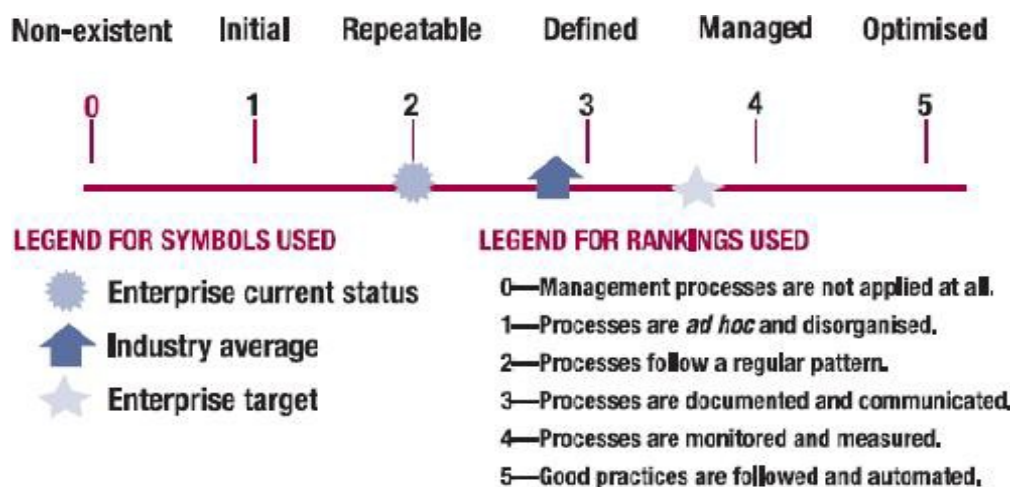 Non-existent Initial Repeatable Defined Managed Optimised
0 1 2 3 4 5
LEGEND FOR SYMBOLS USED
Enterprise current status
Industry average
Enterprise target
LEGEND FOR RANKINGS USED
0—Management processes are not applied at all.
1—Processes are ad hoc and disorganised.
2—Processes follow a regular pattern.
3—Processes are documented and communicated.
4—Processes are monitored and measured.
5—Good practices are followed and automated.